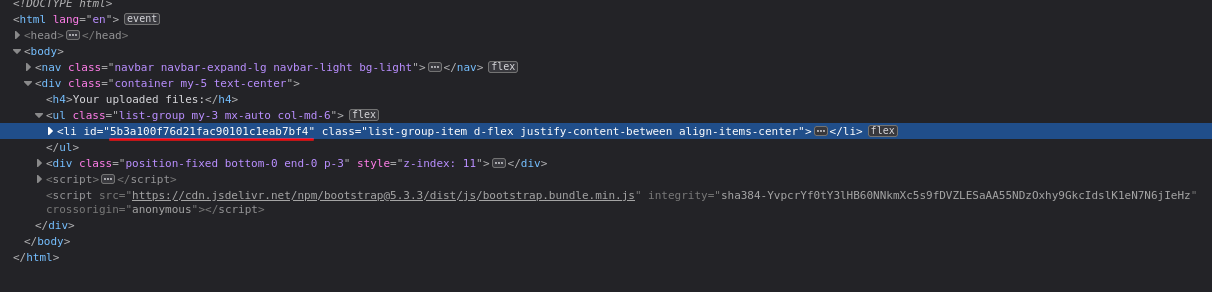 <!DOCTYPE html>
<html lang="en"> event
<head> ••• </head>
<body>
<nav class="navbar navbar-expand-lg navbar-light bg-light"> ••• </nav> flex
<div class="container my-5 text-center">
<h4>Your uploaded files:</h4>
<ul class="list-group my-3 mx-auto col-md-6"> flex
<li id="5b3a100f76d21fac90101c1eab7bf4" class="list-group-item d-flex justify-content-between align-items-center"> ••• </li> flex
</ul>
<div class="position-fixed bottom-0 end-0 p-3" style="z-index: 11"> ••• </div>
<script> ••• </script>
<script src="https://cdn.jsdelivr.net/npm/bootstrap@5.3.3/dist/js/bootstrap.bundle.min.js" integrity="sha384-YvpcrYf0tY3lHB60NNkmXc5s9fDVZLESaAA55NDzOxhy9GkcIdslK1eN7N6jIeHz"
crossorigin="anonymous"></script>
</div>
</body>
</html>